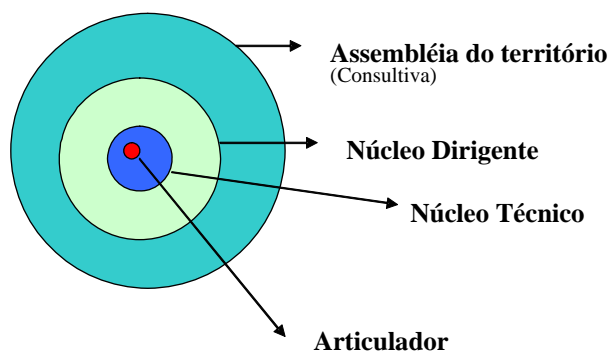 Assembléia do território
(Consultiva)
Núcleo Dirigente
Núcleo Técnico
Articulador